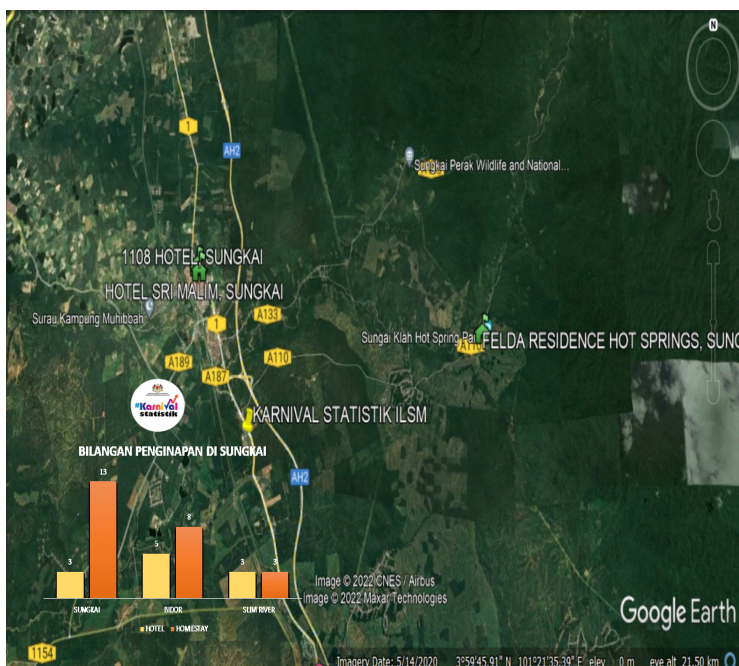 N
1
AH2
Sungkai Perak Wildlife and National...
1108 HOTEL, SUNGKAI
HOTEL SRI MALIM, SUNGKAI
Surau Kampung Muhibbah
1
A133
Sungai Klah Hot Spring Pa
A110
FELDA RESIDENCE HOT SPRINGS, SUNG
A189
A187
A110
#Karnival
statistik
KARNIVAL STATISTIK ILSM
BILANGAN PENGINAPAN DI SUNGKAI
AH2
13
8
5
3
3
3
SUNGKAI
BIDOR
SLIM RIVER
HOTEL
HOMESTAY
Image © 2022 CNES / Airbus
Image © 2022 Maxar Technologies
Google Earth
1154
Imagery Date: 5/14/2020 3°59'45.91" N 101°21'35.39" E elev 0 m eye alt 21.50 km